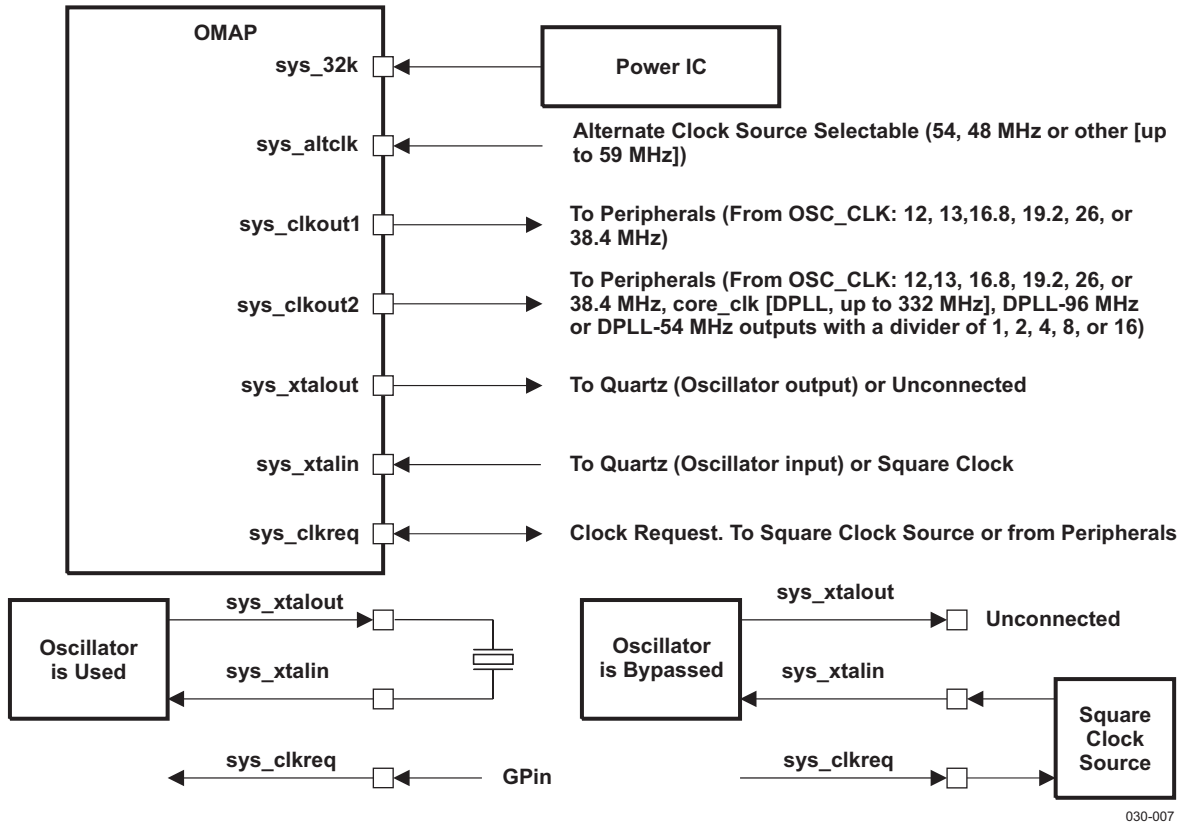 OMAP
sys_32k
Power IC
sys_altclk
Alternate Clock Source Selectable (54, 48 MHz or other [up
to 59 MHz])
sys_clkout1
To Peripherals (From OSC_CLK: 12, 13,16.8, 19.2, 26, or
38.4 MHz)
sys_clkout2
To Peripherals (From OSC_CLK: 12,13, 16.8, 19.2, 26, or
38.4 MHz, core_clk [DPLL, up to 332 MHz], DPLL-96 MHz
or DPLL-54 MHz outputs with a divider of 1, 2, 4, 8, or 16)
sys_xtalout
To Quartz (Oscillator output) or Unconnected
sys_xtalin
To Quartz (Oscillator input) or Square Clock
sys_clkreq
Clock Request. To Square Clock Source or from Peripherals
Oscillator
is Used
sys_xtalout
sys_xtalin
sys_clkreq
GPin
Oscillator
is Bypassed
sys_xtalout
Unconnected
sys_xtalin
sys_clkreq
Square
Clock
Source
030-007